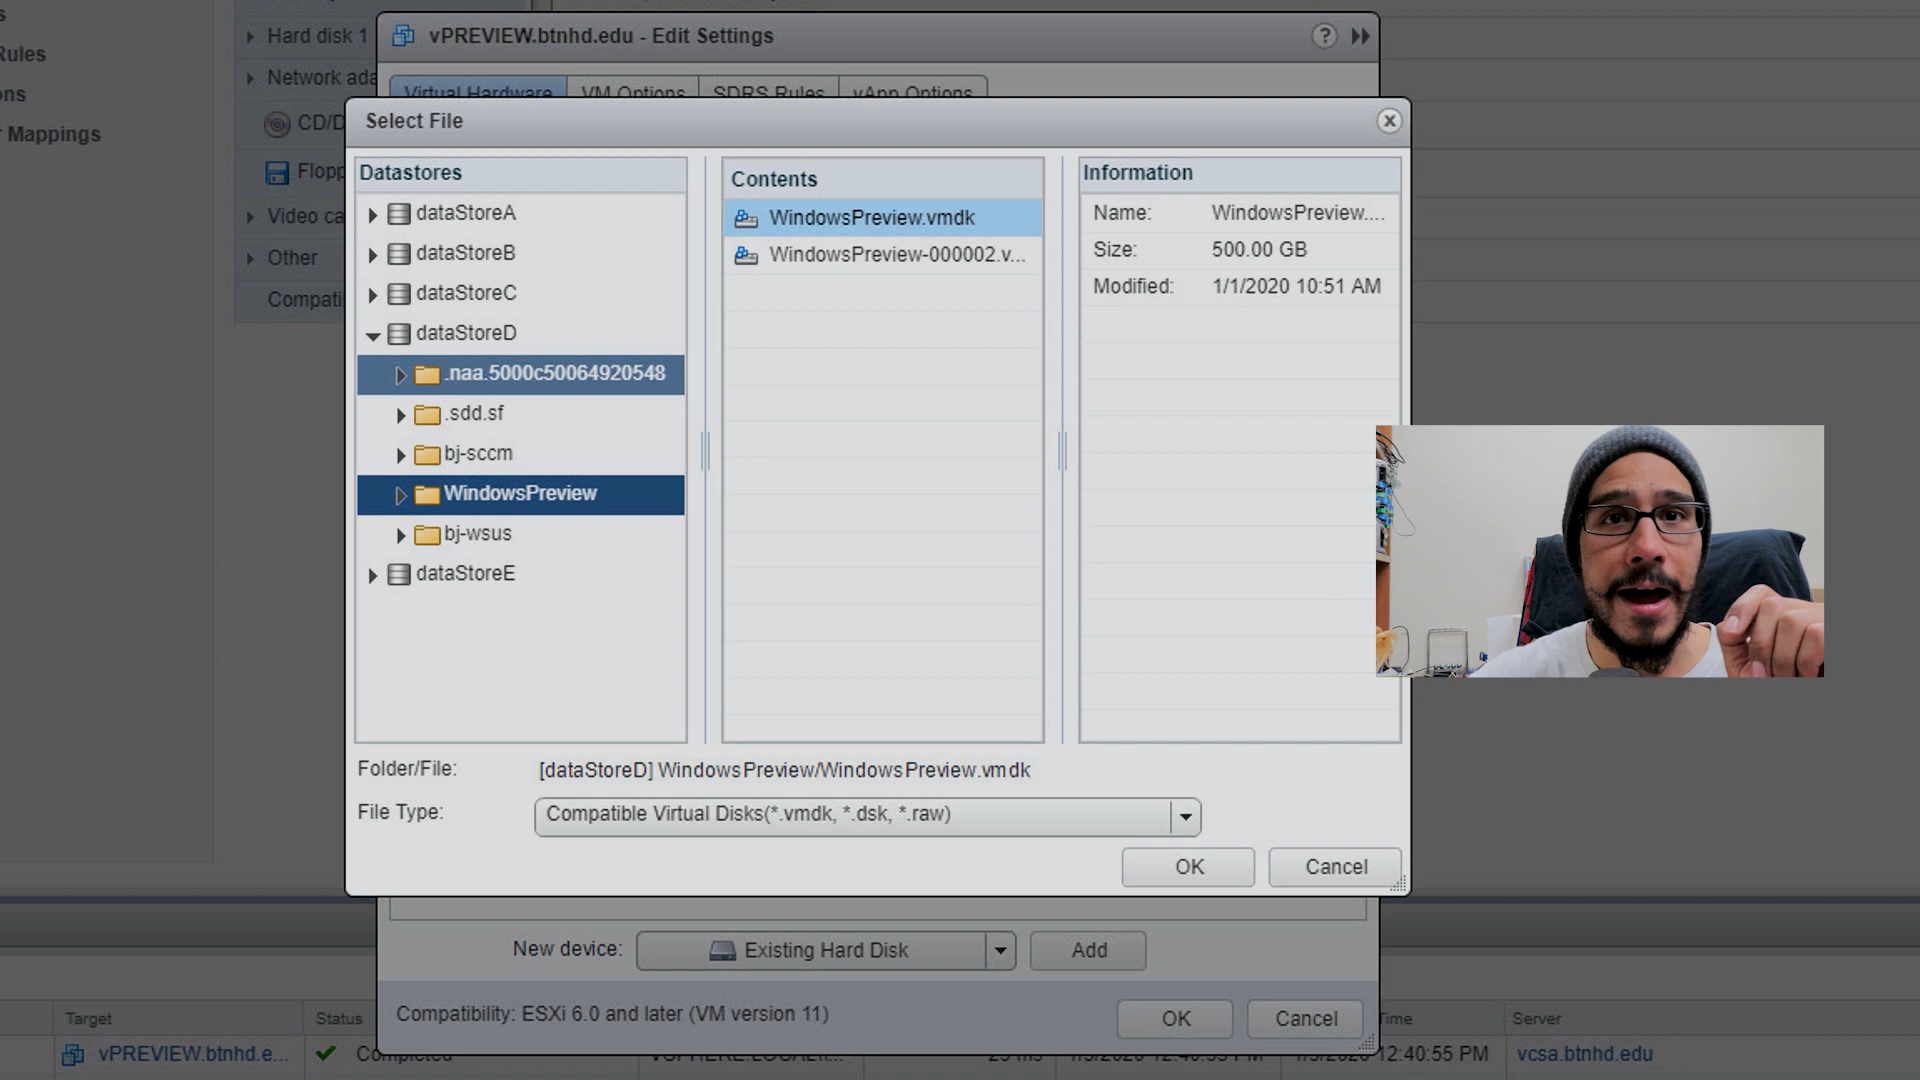 Rules
ons
Mappings
Hard disk 1
Network ada
CD/D
Flopp
Video ca
Other
Compati
vPREVIEW.btnhd.edu - Edit Settings
?
Virtual Hardware VM Options SDRS Rules vApp Options
Select File
Datastores
dataStoreA
dataStoreB
dataStoreC
dataStoreD
.naa.5000c50064920548
.sdd.sf
bj-sccm
WindowsPreview
bj-wsus
dataStoreE
Contents
WindowsPreview.vmdk
WindowsPreview-000002.v...
Information
Name: WindowsPreview....
Size: 500.00 GB
Modified: 1/1/2020 10:51 AM
Folder/File: [dataStoreD] WindowsPreview/WindowsPreview.vmdk
File Type: Compatible Virtual Disks(*.vmdk, *.dsk, *.raw)
OK Cancel
New device: Existing Hard Disk Add
Compatibility: ESXi 6.0 and later (VM version 11)
OK Cancel
Target Status Time Server
vPREVIEW.btnhd.e... Completed 12:40:55 PM vcsa.btnhd.edu